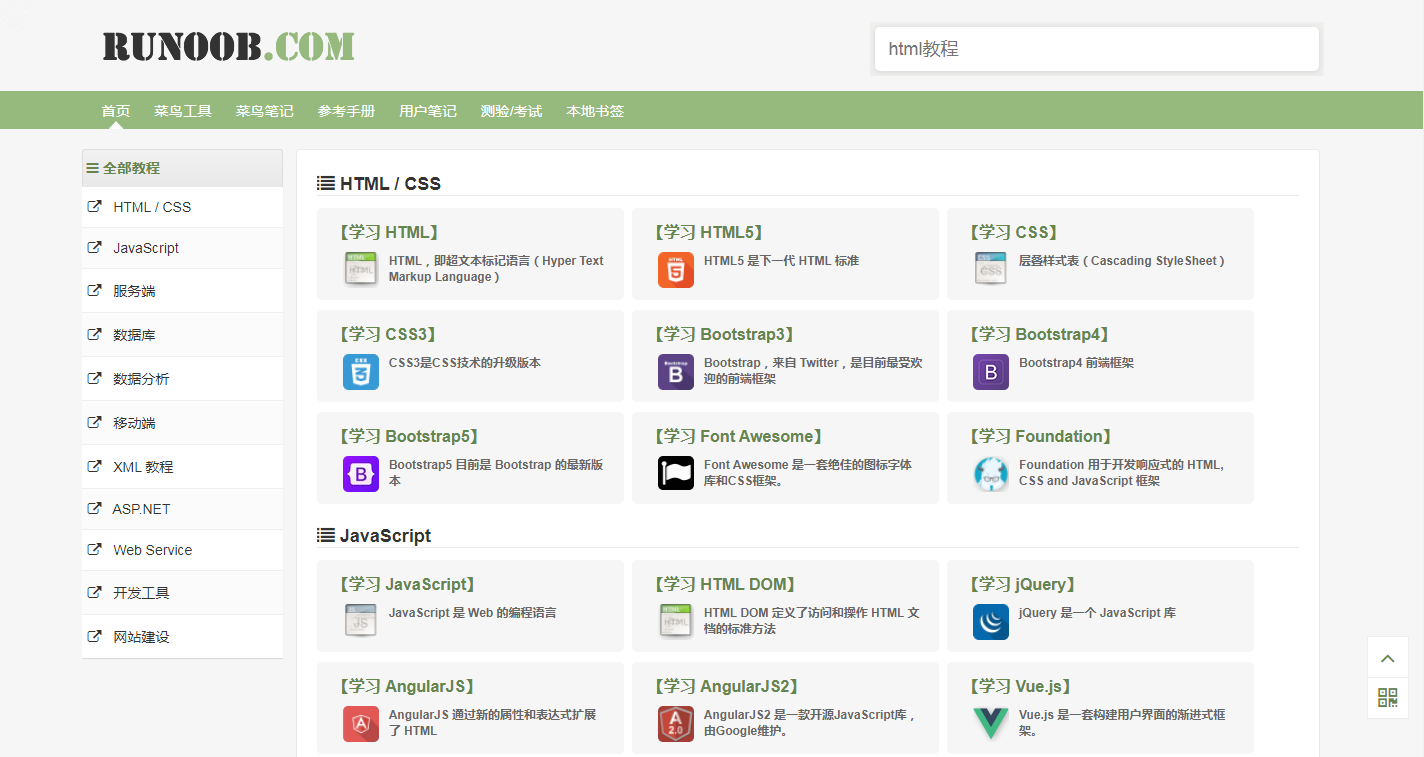 RUNOOB.COM
html教程
首页 菜鸟工具 菜鸟笔记 参考手册 用户笔记 测验/考试 本地书签
全部教程
HTML / CSS
JavaScript
服务端
数据库
数据分析
移动端
XML 教程
ASP.NET
Web Service
开发工具
网站建设
HTML / CSS
【学习 HTML】
HTML，即超文本标记语言（Hyper Text
Markup Language）
【学习 HTML5】
HTML5 是下一代 HTML 标准
【学习 CSS】
层叠样式表（Cascading StyleSheet）
【学习 CSS3】
CSS3是CSS技术的升级版本
【学习 Bootstrap3】
Bootstrap，来自 Twitter，是目前最受欢
迎的前端框架
【学习 Bootstrap4】
Bootstrap4 前端框架
【学习 Bootstrap5】
Bootstrap5 目前是 Bootstrap 的最新版
本
【学习 Font Awesome】
Font Awesome 是一套绝佳的图标字体
库和CSS框架。
【学习 Foundation】
Foundation 用于开发响应式的 HTML,
CSS and JavaScript 框架
JavaScript
【学习 JavaScript】
JavaScript 是 Web 的编程语言
【学习 HTML DOM】
HTML DOM 定义了访问和操作 HTML 文
档的标准方法
【学习 jQuery】
jQuery 是一个 JavaScript 库
【学习 AngularJS】
AngularJS 通过新的属性和表达式扩展
了 HTML
【学习 AngularJS2】
AngularJS2 是一款开源JavaScript库，
由Google维护。
【学习 Vue.js】
Vue.js 是一套构建用户界面的渐进式框
架。